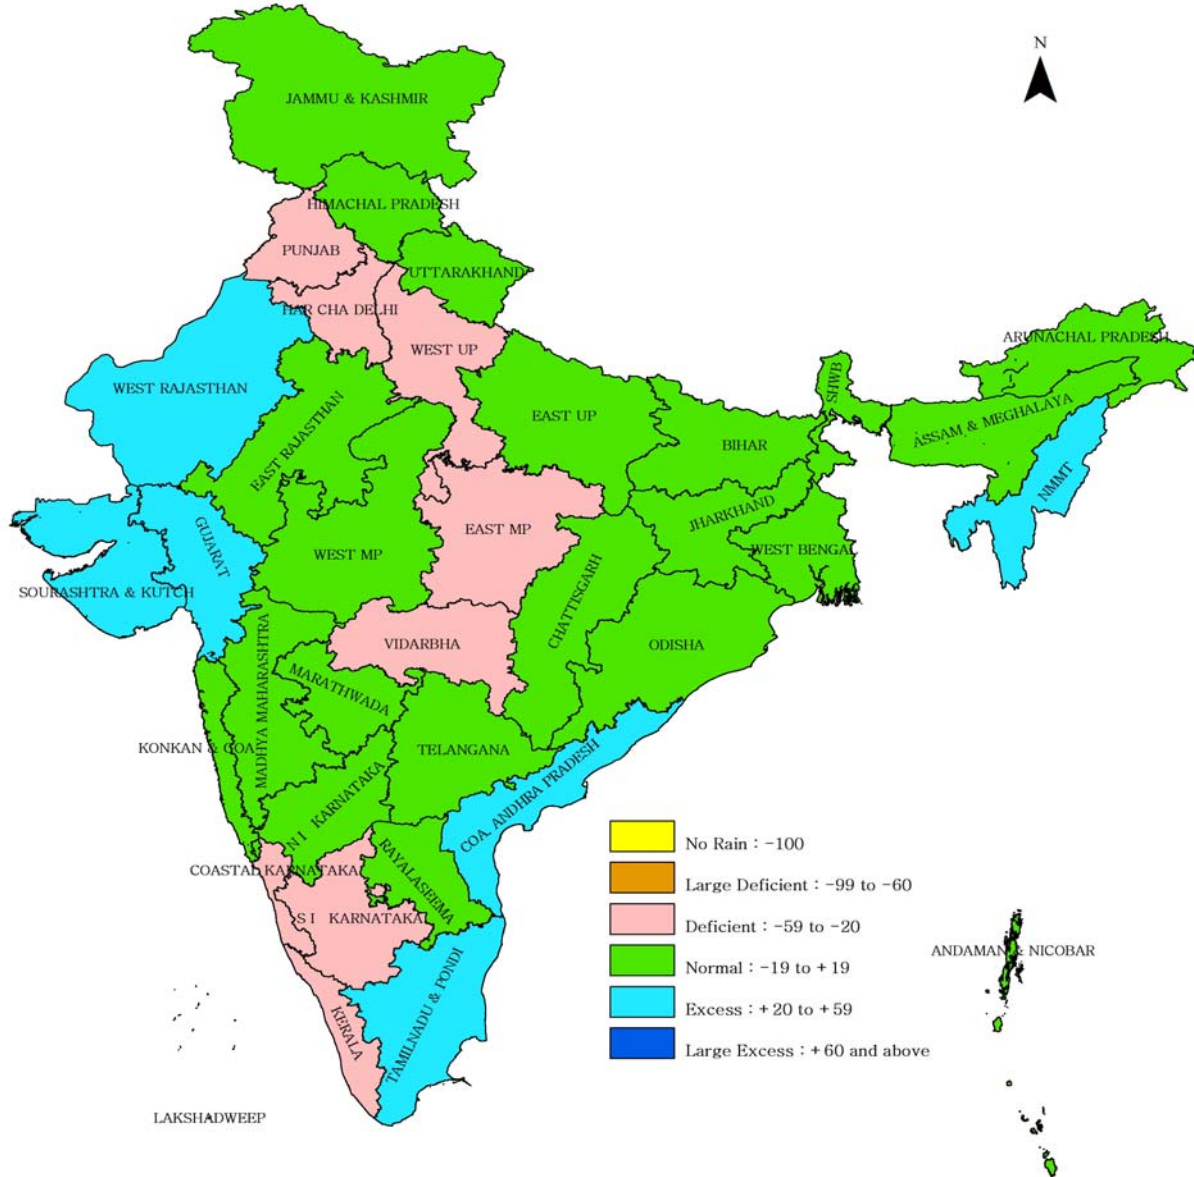 N
JAMMU & KASHMIR
HIMACHAL PRADESH
PUNJAB
UTTARAKHAND
HAR CHA DELHI
WEST UP
ARUNACHAL PRADESH
SHWB
WEST RAJASTHAN
EAST RAJASTHAN
EAST UP
BIHAR
ASSAM & MEGHALAYA
NMMT
JHARKHAND
GUJARAT
WEST MP
EAST MP
WEST BENGAL
SOURASHTRA & KUTCH
CHATTISGARH
VIDARBHA
ODISHA
MADHYA MAHARASHTRA
MARATHWADA
KONKAN & GOA
TELANGANA
COA. ANDHRA PRADESH
N I KARNATAKA
COASTAL KARNATAKA
RAYALASEEMA
S I KARNATAKA
KERALA
TAMILNADU & PONDI
LAKSHADWEEP
ANDAMAN & NICOBAR
No Rain : -100
Large Deficient : -99 to -60
Deficient : -59 to -20
Normal : -19 to +19
Excess : +20 to +59
Large Excess : +60 and above